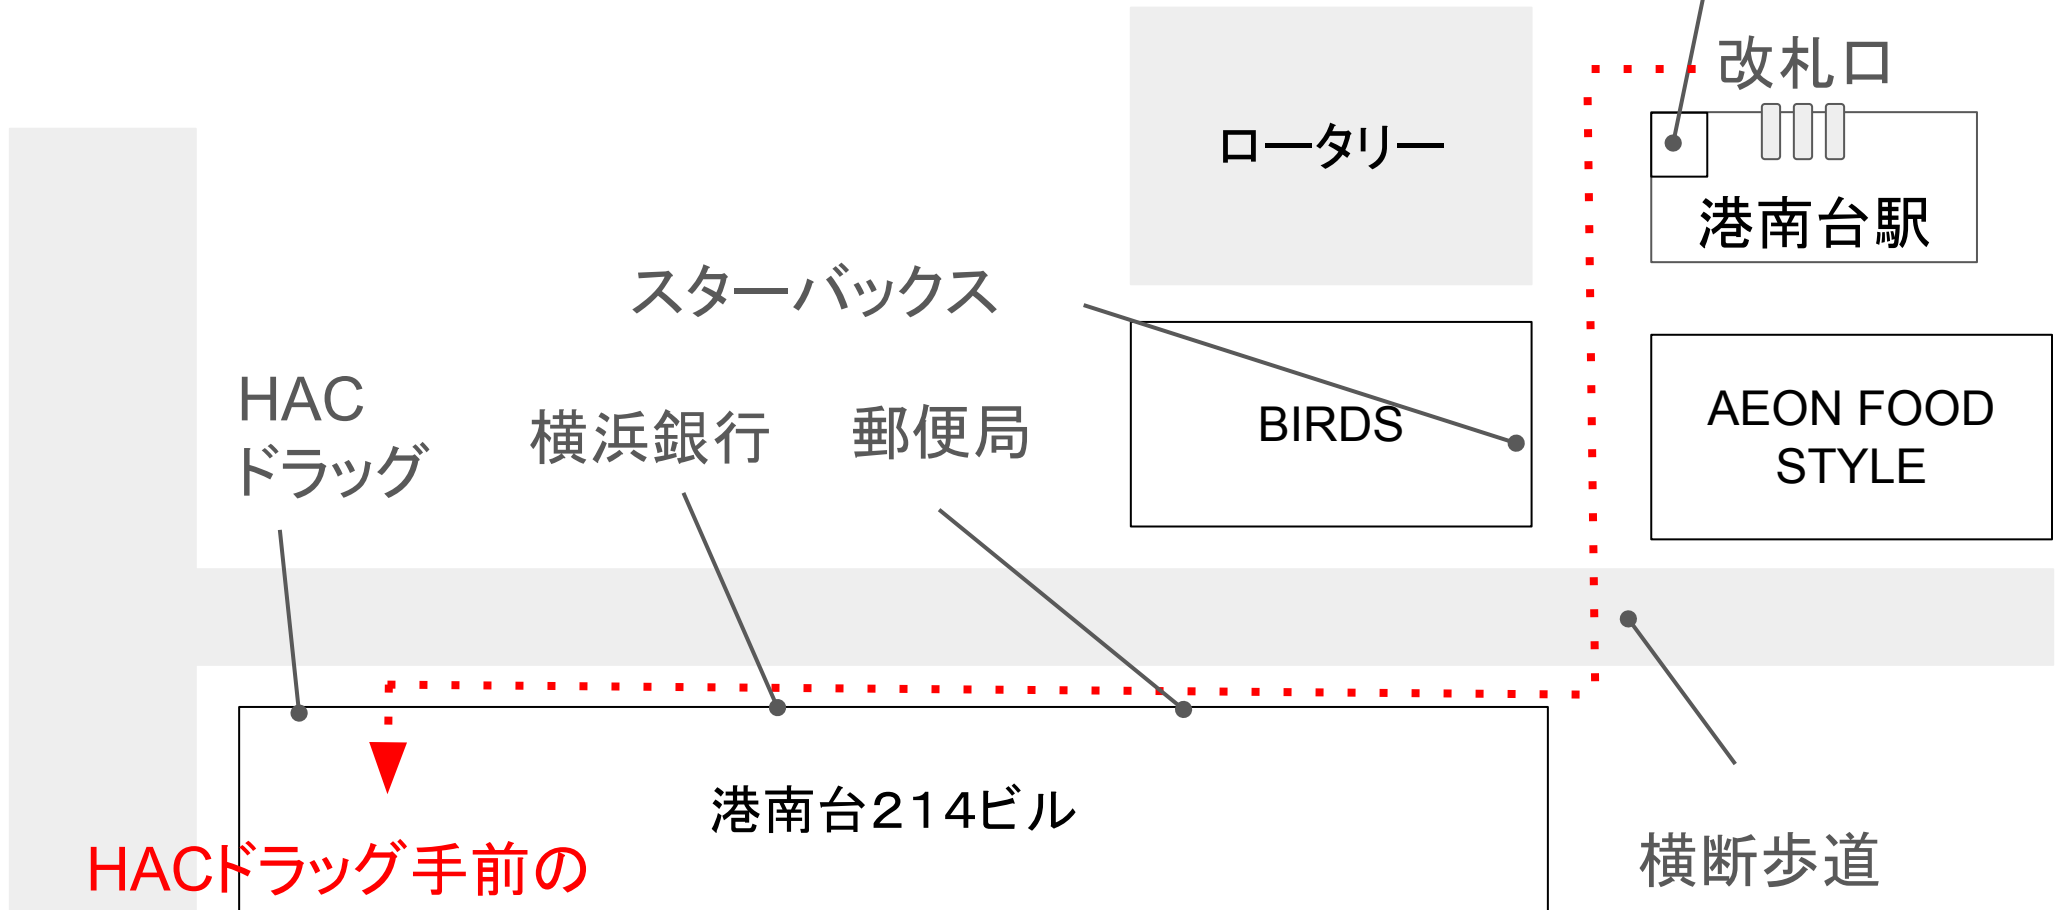 改札口
ロータリー
港南台駅
スターバックス
HAC
ドラッグ
横浜銀行
郵便局
BIRDS
AEON FOOD
STYLE
港南台214ビル
横断歩道
HACドラッグ手前の